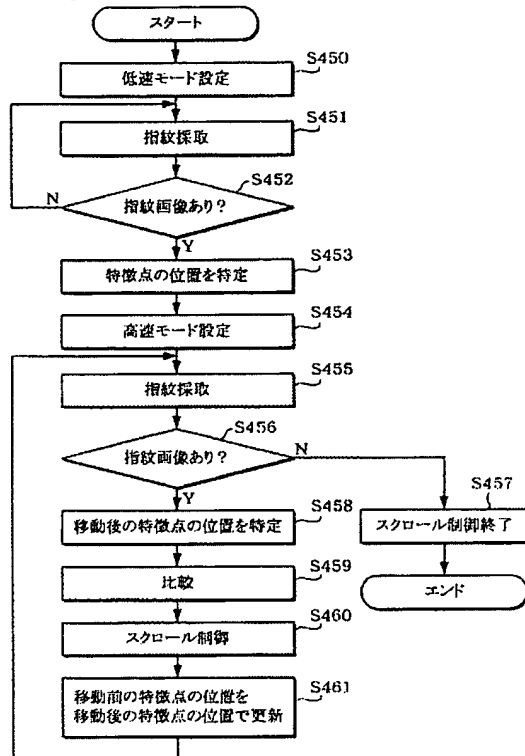 スタート
S450
低速モード設定
S451
指紋採取
S452
N
指紋画像あり?
Y
S453
特徴点の位置を特定
S454
高速モード設定
S455
指紋採取
S456
N
指紋画像あり?
Y
S457
スクロール制御終了
エンド
S458
移動後の特徴点の位置を特定
S459
比較
S460
スクロール制御
S461
移動前の特徴点の位置を
移動後の特徴点の位置で更新